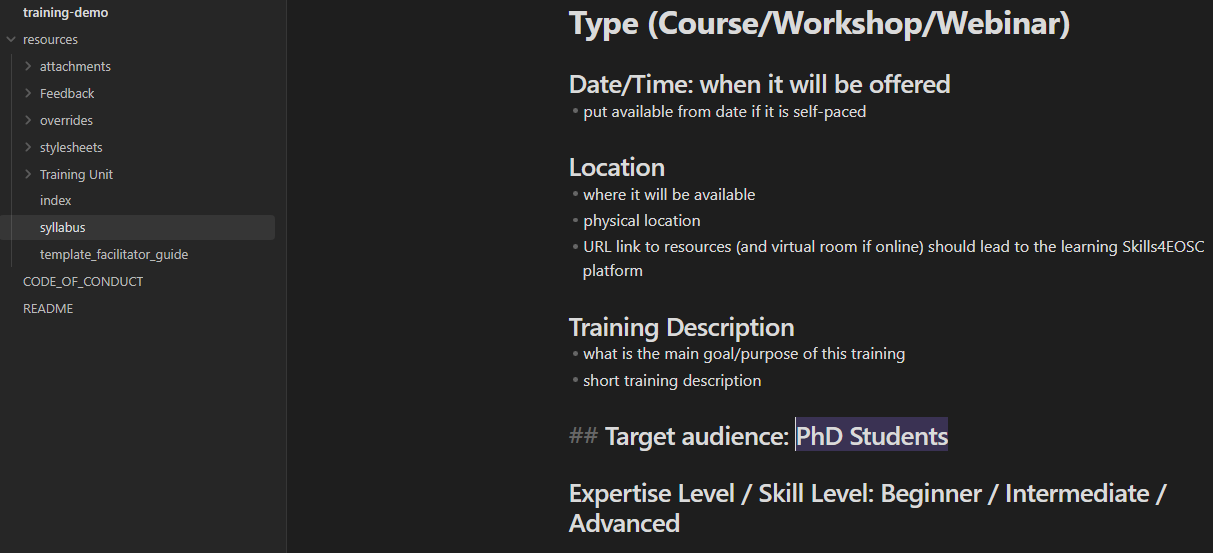 training-demo
resources
attachments
Feedback
overrides
stylesheets
Training Unit
index
syllabus
template_facilitator_guide
CODE_OF_CONDUCT
README
Type (Course/Workshop/Webinar)
Date/Time: when it will be offered
• put available from date if it is self-paced
Location
• where it will be available
• physical location
• URL link to resources (and virtual room if online) should lead to the learning Skills4EOSC
platform
Training Description
• what is the main goal/purpose of this training
• short training description
## Target audience: PhD Students
Expertise Level / Skill Level: Beginner / Intermediate /
Advanced